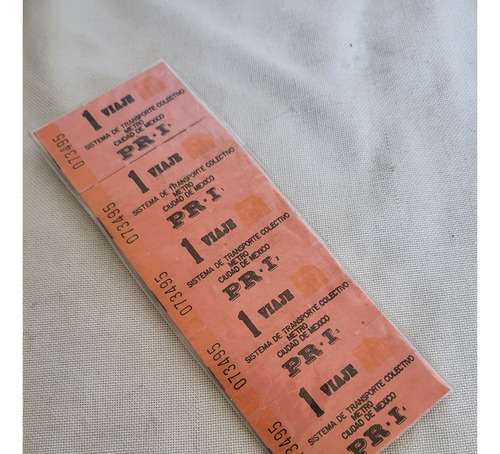 1 VIAJE
SISTEMA DE TRANSPORTE COLECTIVO
METRO
CIUDAD DE MEXICO
PR·I·
073495
1 VIAJE
SISTEMA DE TRANSPORTE COLECTIVO
METRO
CIUDAD DE MEXICO
PR·I·
073495
1 VIAJE
SISTEMA DE TRANSPORTE COLECTIVO
METRO
CIUDAD DE MEXICO
PR·I·
073495
1 VIAJE
SISTEMA DE TRANSPORTE COLECTIVO
METRO
CIUDAD DE MEXICO
PR·I·
073495
1 VIAJE
SISTEMA DE TRANSPORTE COLECTIVO
METRO
CIUDAD DE MEXICO
PR·I·
073495